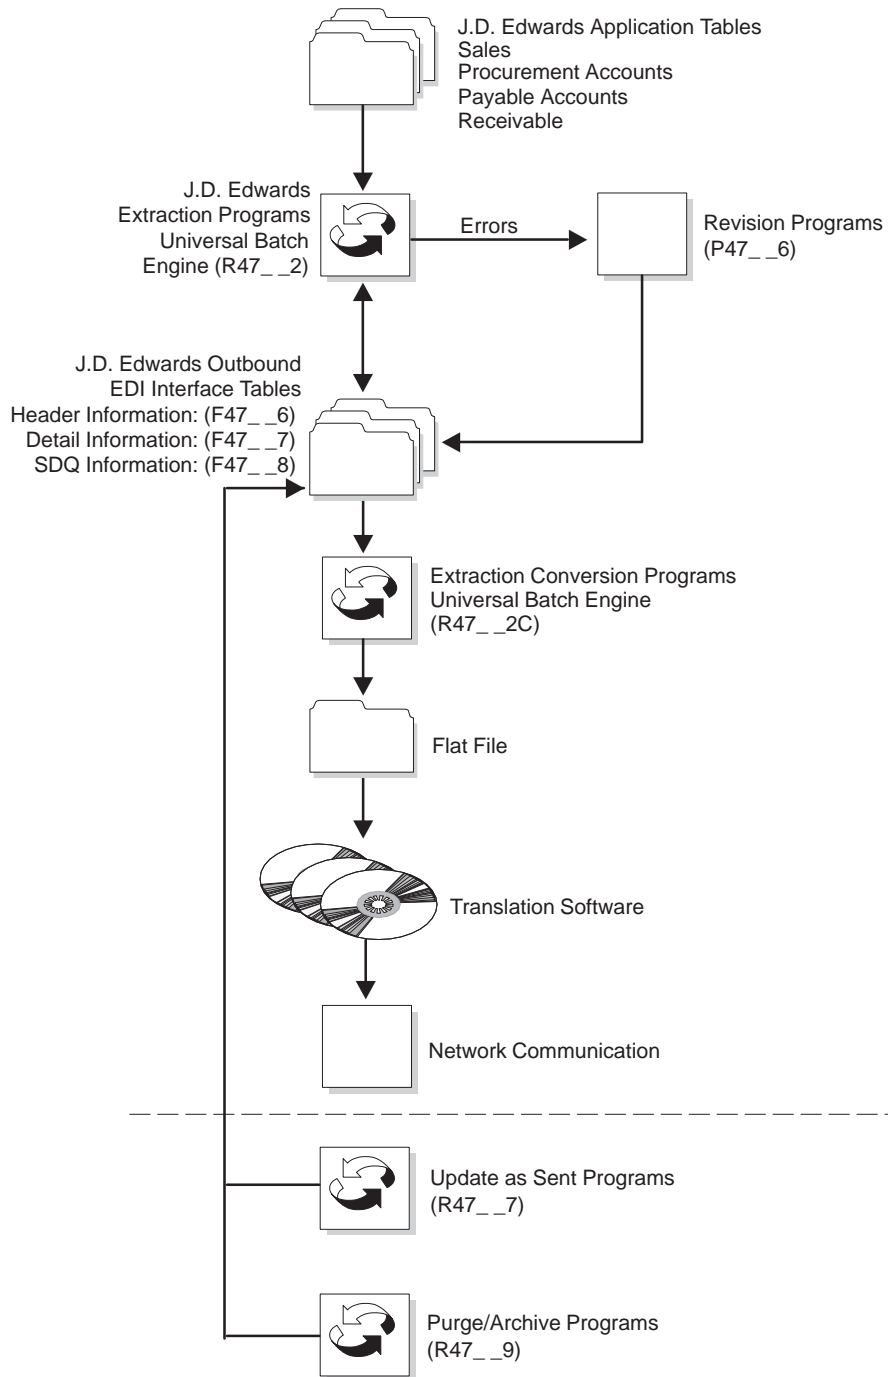 J.D. Edwards Application Tables
Sales
Procurement Accounts
Payable Accounts
Receivable
J.D. Edwards
Extraction Programs
Universal Batch
Engine (R47_ _2)
Errors
Revision Programs
(P47_ _6)
J.D. Edwards Outbound
EDI Interface Tables
Header Information: (F47_ _6)
Detail Information: (F47_ _7)
SDQ Information: (F47_ _8)
Extraction Conversion Programs
Universal Batch Engine
(R47_ _2C)
Flat File
Translation Software
Network Communication
Update as Sent Programs
(R47_ _7)
Purge/Archive Programs
(R47_ _9)